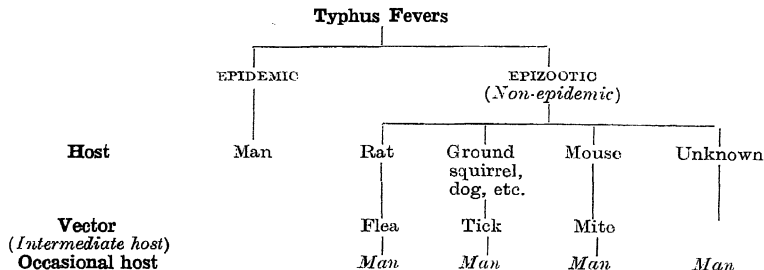 Typhus Fevers
EPIDEMIC EPIZOOTIC
(Non-epidemic)
Host Man Rat Ground Mouse Unknown
squirrel,
dog, etc.
Vector Flea Tick Mite
(Intermediate host)
Occasional host Man Man Man Man